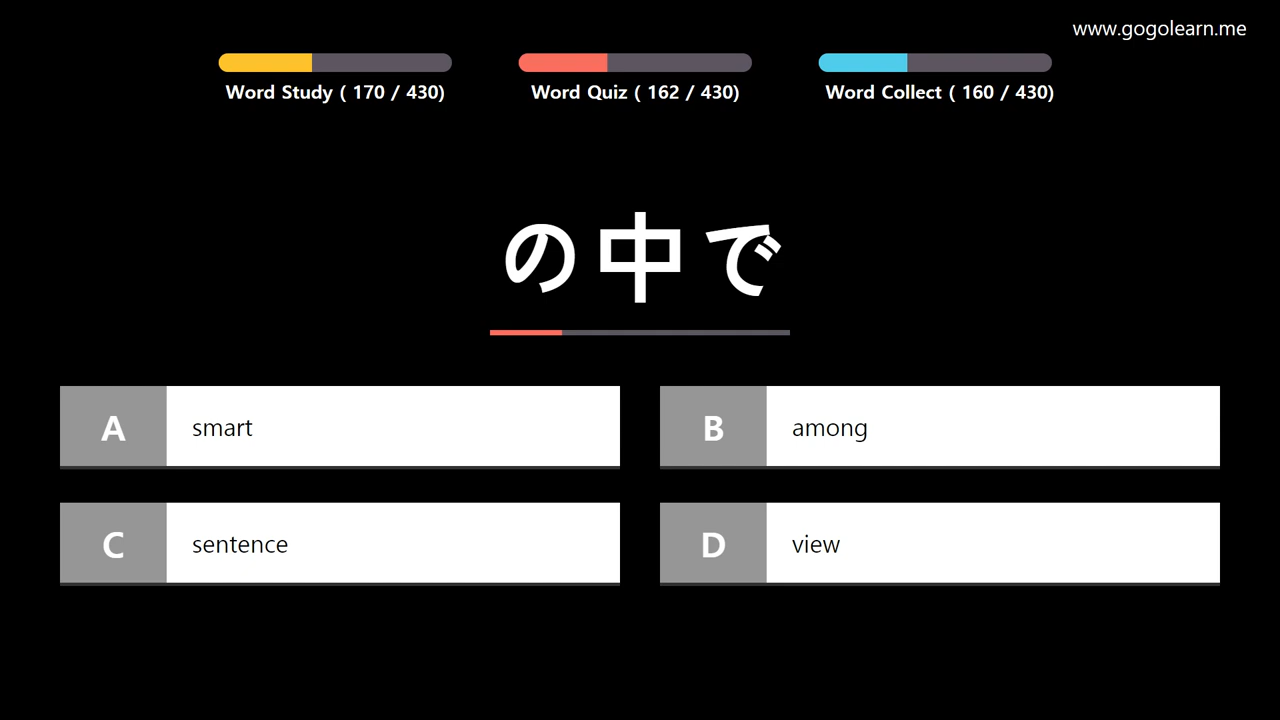 www.gogolearn.me
Word Study ( 170 / 430)
Word Quiz ( 162 / 430)
Word Collect ( 160 / 430)
の中で
A smart
B among
C sentence
D view